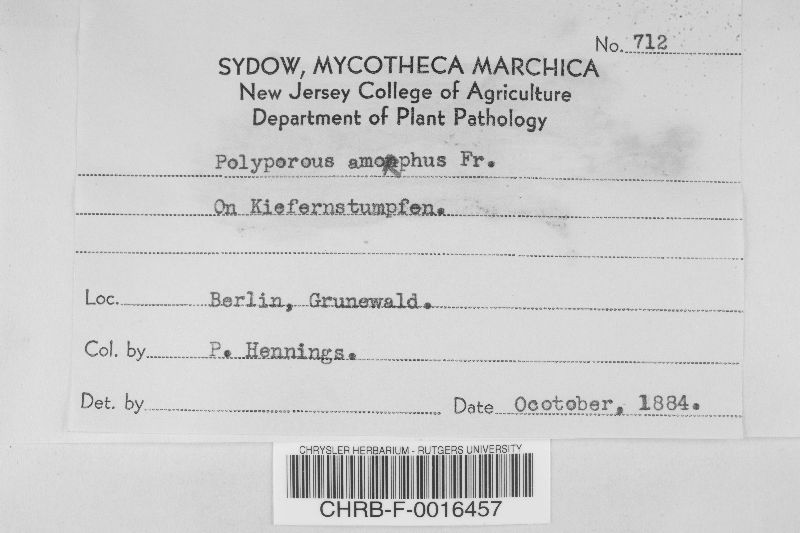 No. 712
SYDOW, MYCOTHECA MARCHICA
New Jersey College of Agriculture
Department of Plant Pathology
Polyporous amorphus Fr.
On Kiefernstumpfen.
Loc. Berlin, Grunewald.
Col. by P. Hennings.
Det. by
Date Ocotober, 1884.
CHRYSLER HERBARIUM - RUTGERS UNIVERSITY
CHRB-F-0016457